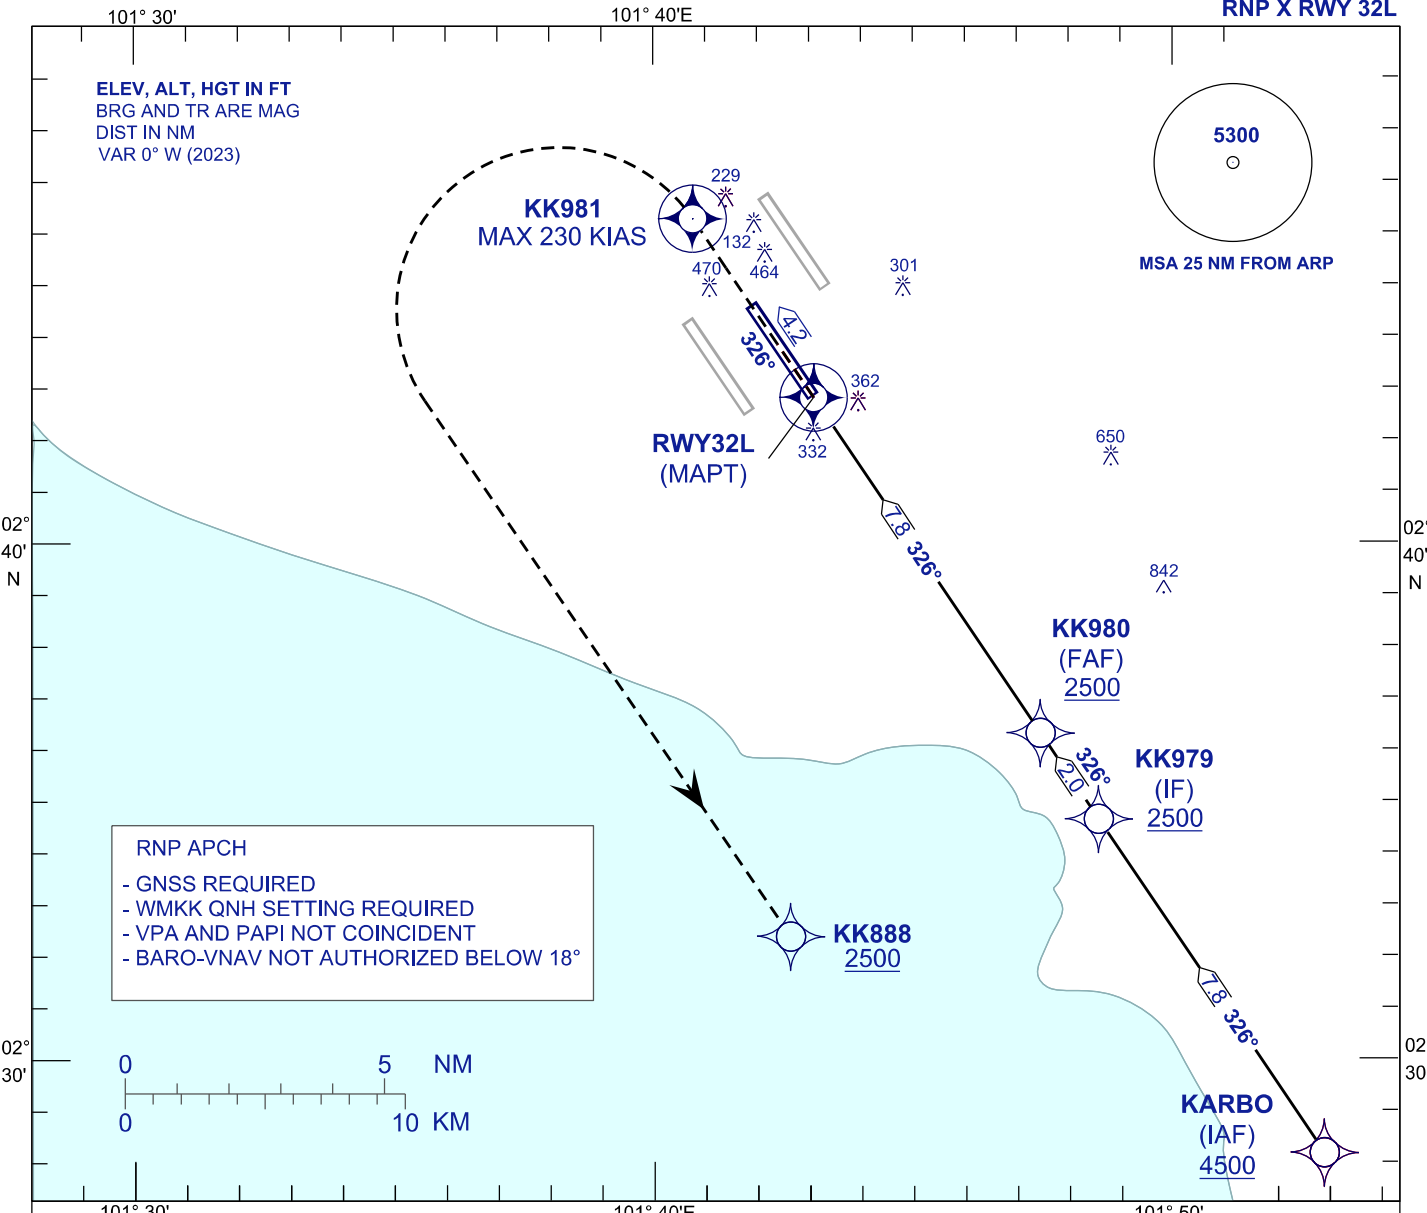 RNP X RWY 32L
101° 30'
101° 40'E
ELEV, ALT, HGT IN FT
BRG AND TR ARE MAG
DIST IN NM
VAR 0° W (2023)
5300
MSA 25 NM FROM ARP
KK981
MAX 230 KIAS
229
132
464
470
301
4.2
326°
362
RWY32L
(MAPT)
332
650
02°
40'
N
02°
40'
N
7.8
326°
842
KK980
(FAF)
2500
326°
2.0
KK979
(IF)
2500
RNP APCH
- GNSS REQUIRED
- WMKK QNH SETTING REQUIRED
- VPA AND PAPI NOT COINCIDENT
- BARO-VNAV NOT AUTHORIZED BELOW 18°
KK888
2500
7.8
326°
02°
30'
02
30
0 5 NM
0 10 KM
KARBO
(IAF)
4500
101° 30'
101° 40'E
101° 50'